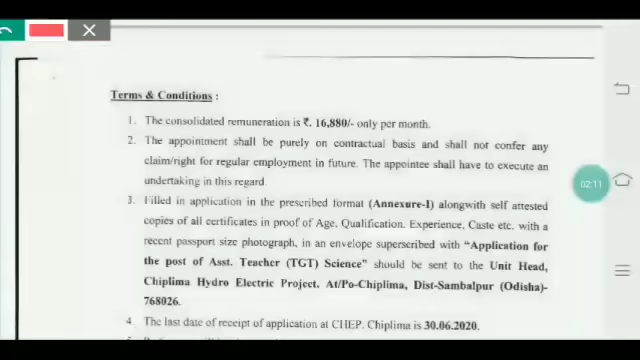 Terms & Conditions :
1. The consolidated remuneration is ₹. 16,880/- only per month.
2. The appointment shall be purely on contractual basis and shall not confer any
claim/right for regular employment in future. The appointee shall have to execute an
undertaking in this regard.
3. Filled in application in the prescribed format (Annexure-I) alongwith self attested
copies of all certificates in proof of Age, Qualification, Experience, Caste etc. with a
recent passport size photograph, in an envelope superscribed with “Application for
the post of Asst. Teacher (TGT) Science” should be sent to the Unit Head,
Chiplima Hydro Electric Project, At/Po-Chiplima, Dist-Sambalpur (Odisha)-
768026.
4. The last date of receipt of application at CHEP, Chiplima is 30.06.2020.
02:11